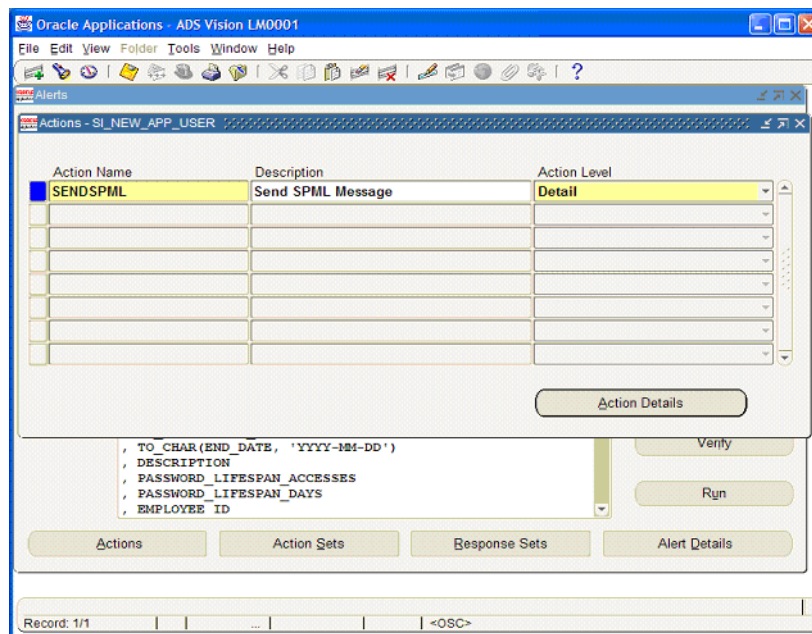 Oracle Applications - ADS Vision LM0001
File Edit View Folder Tools Window Help
Alerts
Actions - SI_NEW_APP_USER
Action Name Description Action Level
SENDSPML Send SPML Message Detail
Action Details
, TO_CHAR(END_DATE, 'YYYY-MM-DD')
, DESCRIPTION
, PASSWORD_LIFESPAN_ACCESSES
, PASSWORD_LIFESPAN_DAYS
, EMPLOYEE_ID
Verify
Run
Actions Action Sets Response Sets Alert Details
Record: 1/1 ... <OSC>